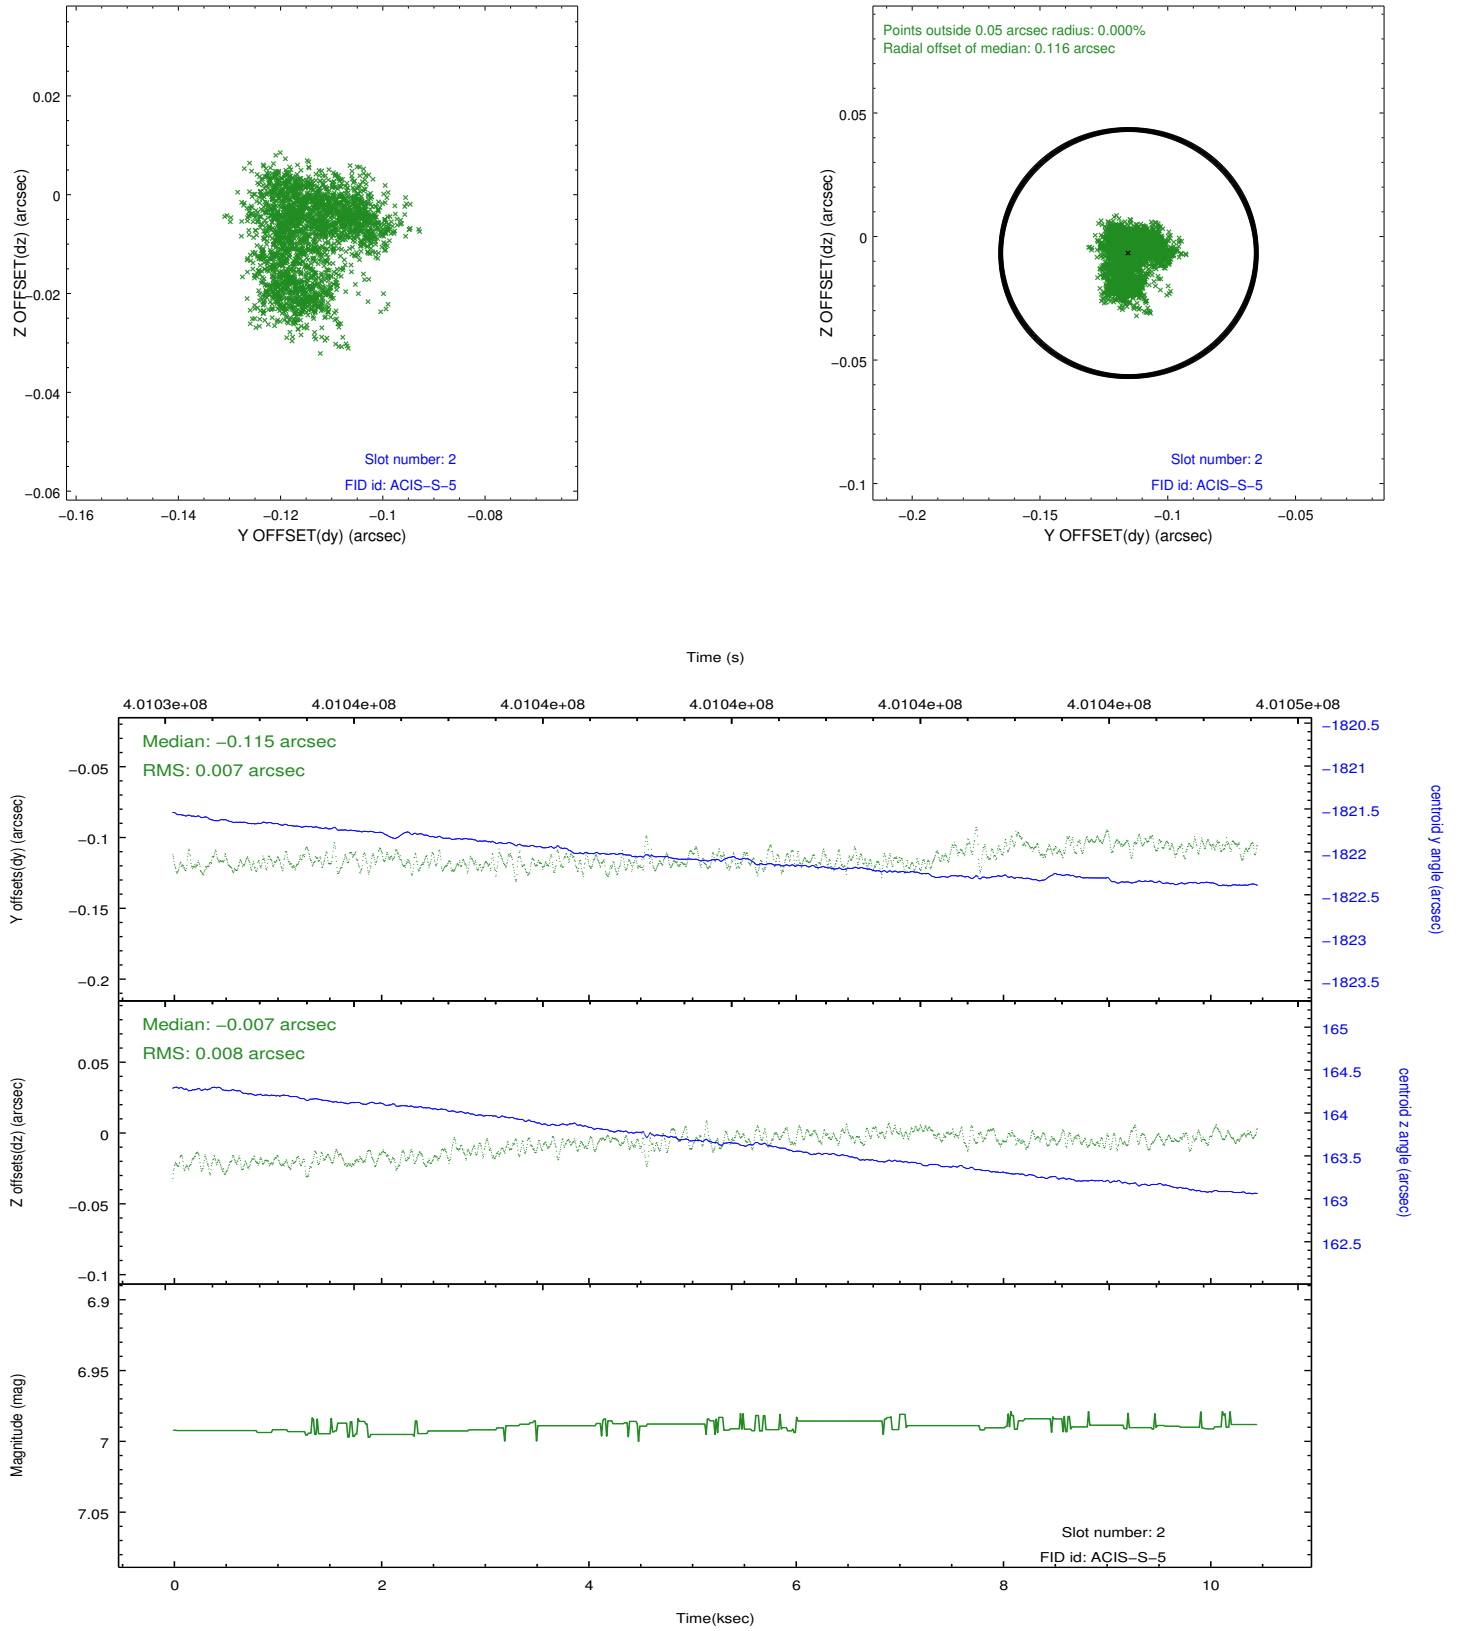 0.02
0
−0.02
−0.04
−0.06
Z OFFSET(dz) (arcsec)
Slot number: 2
FID id: ACIS−S−5
−0.16
−0.14
−0.12
−0.1
−0.08
Y OFFSET(dy) (arcsec)
Points outside 0.05 arcsec radius: 0.000%
Radial offset of median: 0.116 arcsec
0.05
0
−0.05
−0.1
Z OFFSET(dz) (arcsec)
Slot number: 2
FID id: ACIS−S−5
−0.2
−0.15
−0.1
−0.05
Y OFFSET(dy) (arcsec)
Time (s)
4.0103e+08
4.0104e+08
4.0104e+08
4.0104e+08
4.0104e+08
4.0104e+08
4.0105e+08
Median: −0.115 arcsec
RMS: 0.007 arcsec
−0.05
−0.1
−0.15
−0.2
Y offsets(dy) (arcsec)
−1820.5
−1821
−1821.5
−1822
−1822.5
−1823
−1823.5
centroid y angle (arcsec)
Median: −0.007 arcsec
RMS: 0.008 arcsec
0.05
0
−0.05
−0.1
Z offsets(dz) (arcsec)
165
164.5
164
163.5
163
162.5
centroid z angle (arcsec)
6.9
6.95
7
7.05
Magnitude (mag)
Slot number: 2
FID id: ACIS−S−5
0
2
4
6
8
10
Time(ksec)